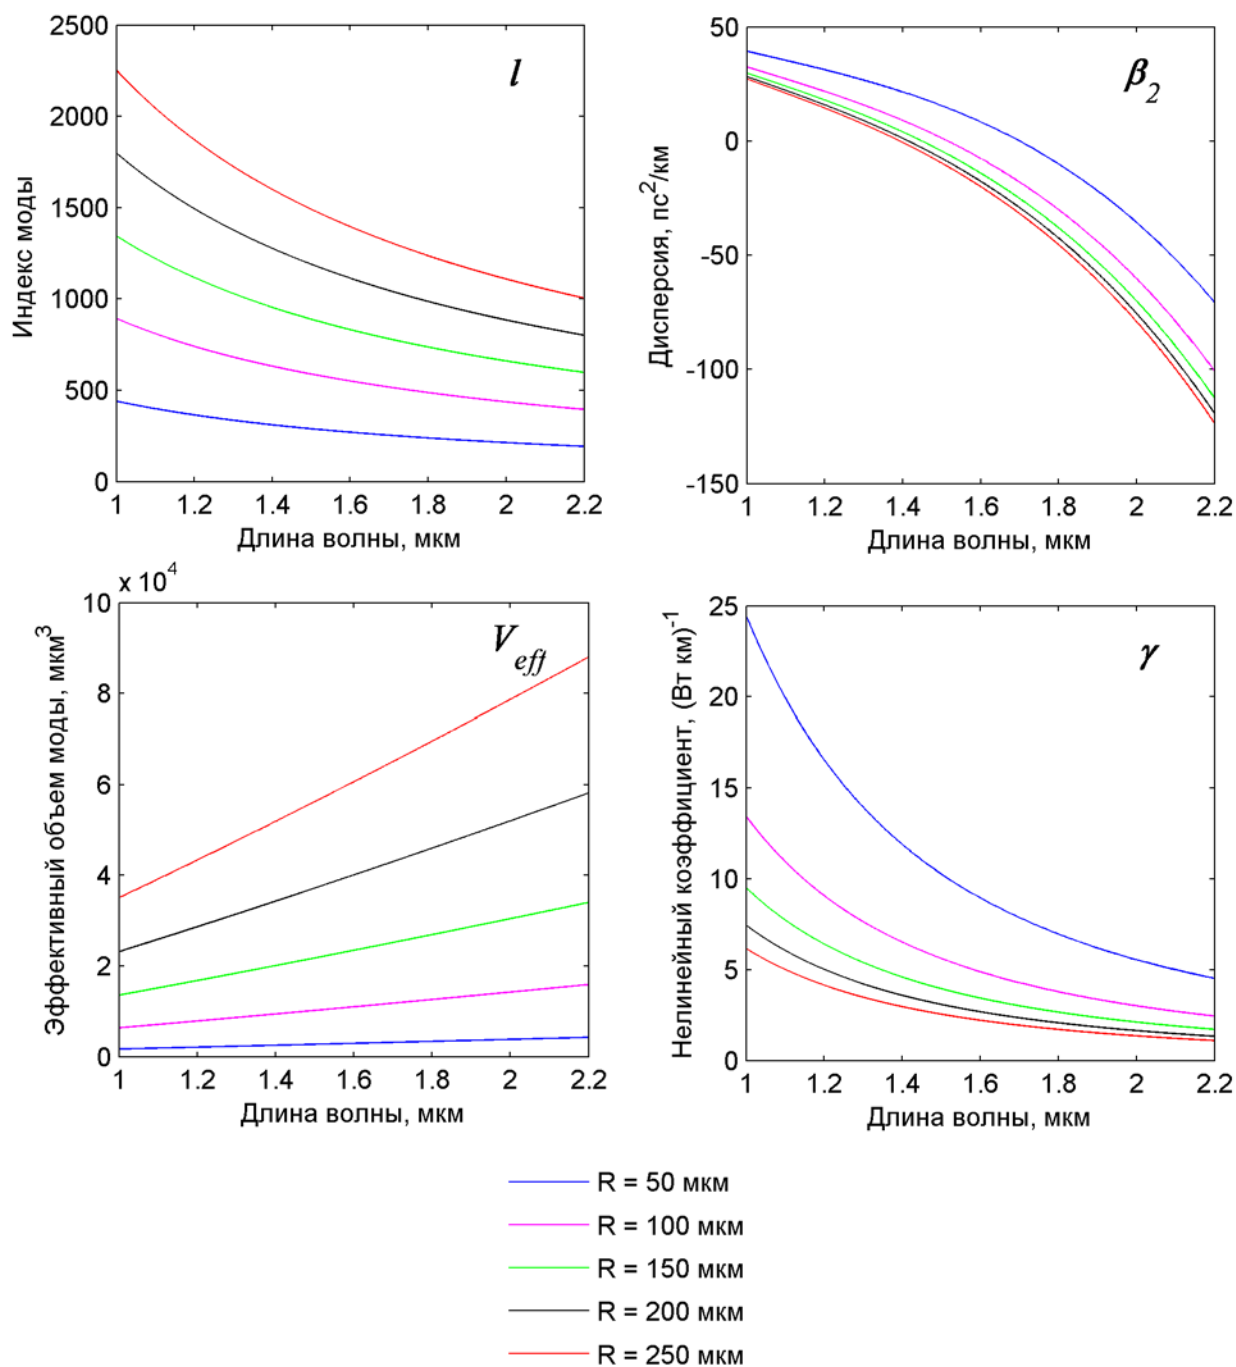 2500
2000
1500
1000
500
0
Индекс моды
l
1 1.2 1.4 1.6 1.8 2 2.2
Длина волны, мкм
50
0
-50
-100
-150
Дисперсия, пс²/км
β₂
1 1.2 1.4 1.6 1.8 2 2.2
Длина волны, мкм
x 10⁴
10
8
6
4
2
0
Эффективный объем моды, мкм³
V_eff
1 1.2 1.4 1.6 1.8 2 2.2
Длина волны, мкм
25
20
15
10
5
0
Нелинейный коэффициент, (Вт км)⁻¹
γ
1 1.2 1.4 1.6 1.8 2 2.2
Длина волны, мкм
R = 50 мкм
R = 100 мкм
R = 150 мкм
R = 200 мкм
R = 250 мкм